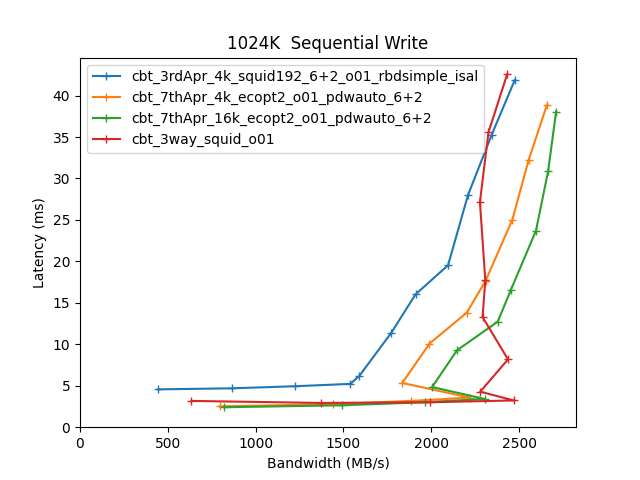 1024K  Sequential Write
cbt_3rdApr_4k_squid192_6+2_o01_rbdsimple_isal
cbt_7thApr_4k_ecopt2_o01_pdwauto_6+2
cbt_7thApr_16k_ecopt2_o01_pdwauto_6+2
cbt_3way_squid_o01
Latency (ms)
40
35
30
25
20
15
10
5
0
0 500 1000 1500 2000 2500
Bandwidth (MB/s)